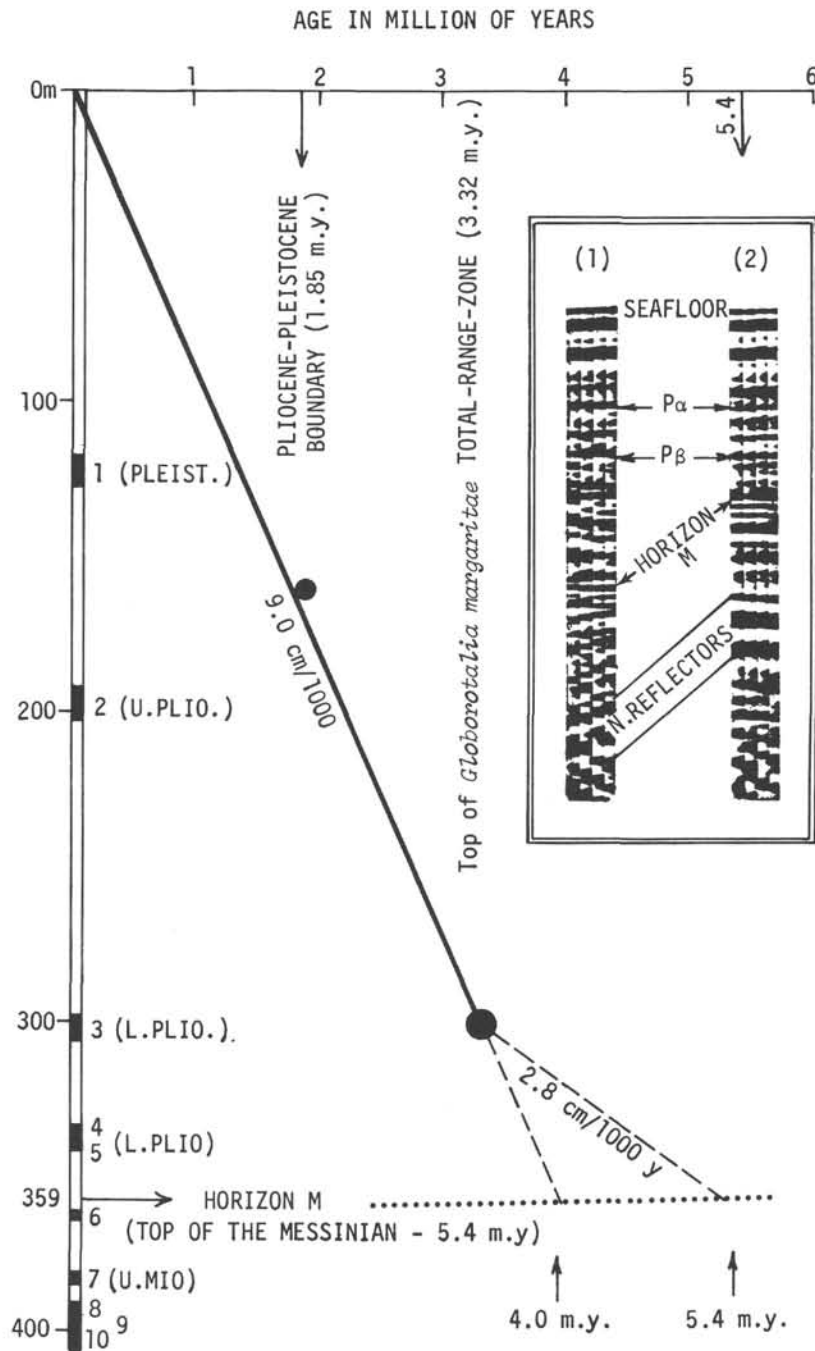 AGE IN MILLION OF YEARS
1
2
3
4
5
6
0m
5.4
PLIOCENE-PLEISTOCENE
BOUNDARY (1.85 m.y.)
Top of Globorotalia margaritae TOTAL-RANGE-ZONE (3.32 m.y.)
(1)
(2)
SEAFLOOR
Pα
Pβ
HORIZON
M
N.REFLECTORS
100
1 (PLEIST.)
9.0 cm/1000
2 (U.PLIO.)
200
300
3 (L.PLIO.)
2.8 cm/1000 y
4
5 (L.PLIO)
359
HORIZON M
6
(TOP OF THE MESSINIAN - 5.4 m.y)
7 (U.MIO)
8
9
10
400
4.0 m.y.
5.4 m.y.